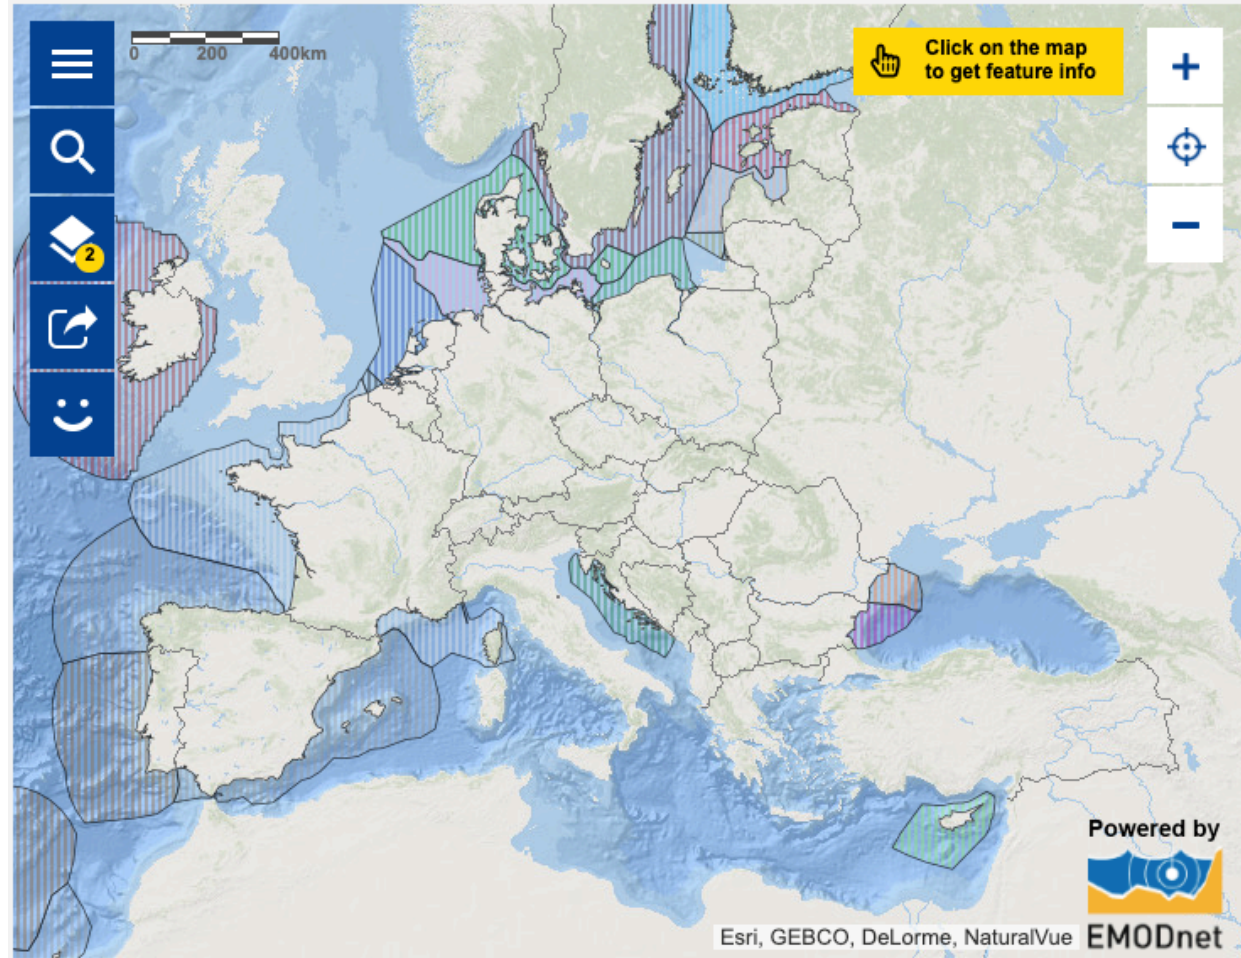 0 200 400km
Click on the map
to get feature info
+
2
−
Powered by
Esri, GEBCO, DeLorme, NaturalVue
EMODnet